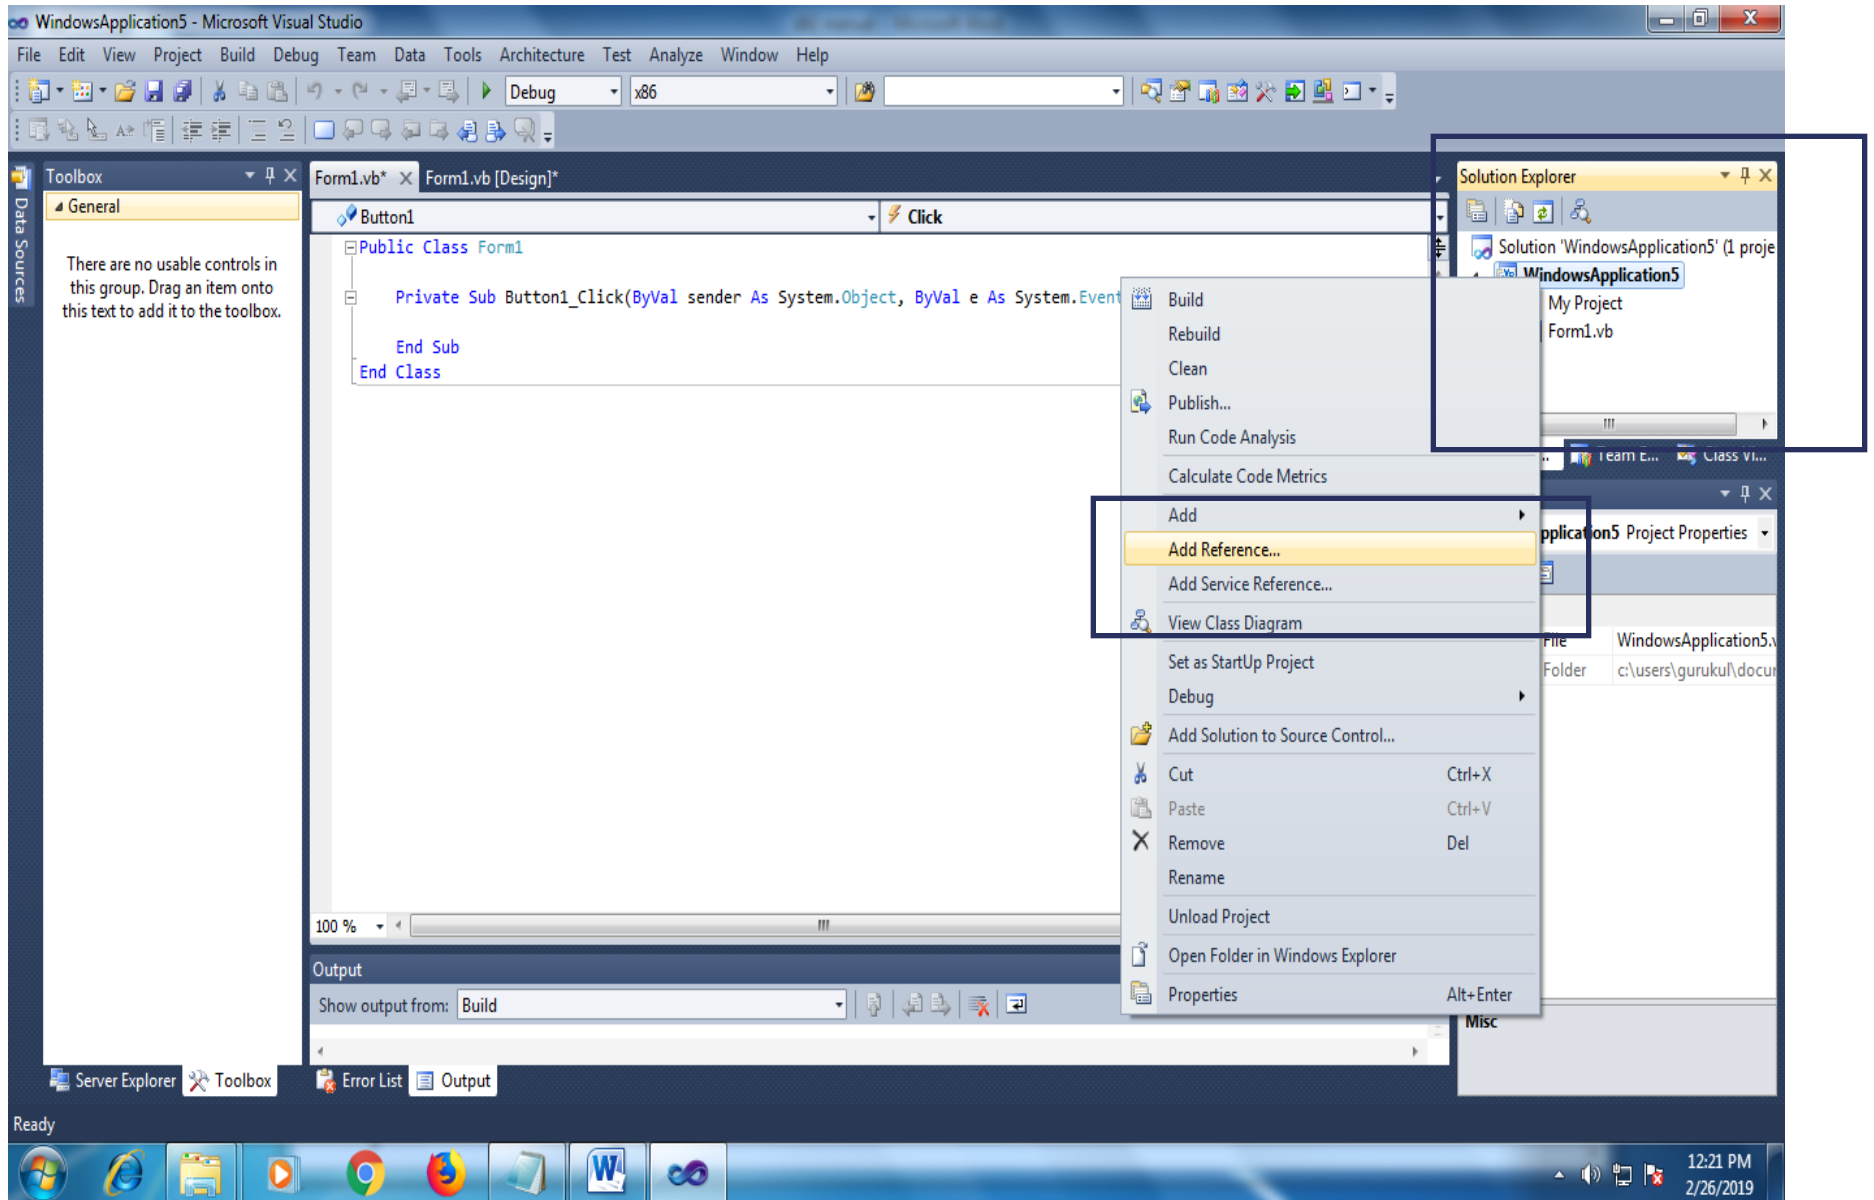 WindowsApplication5 - Microsoft Visual Studio
File Edit View Project Build Debug Team Data Tools Architecture Test Analyze Window Help
Debug x86
Data Sources
Toolbox
General
There are no usable controls in
this group. Drag an item onto
this text to add it to the toolbox.
Form1.vb* Form1.vb [Design]*
Button1 Click
Public Class Form1
Private Sub Button1_Click(ByVal sender As System.Object, ByVal e As System.Event
End Sub
End Class
100 %
Output
Show output from: Build
Server Explorer Toolbox
Error List Output
Build
Rebuild
Clean
Publish...
Run Code Analysis
Calculate Code Metrics
Add
Add Reference...
Add Service Reference...
View Class Diagram
Set as StartUp Project
Debug
Add Solution to Source Control...
Cut Ctrl+X
Paste Ctrl+V
Remove Del
Rename
Unload Project
Open Folder in Windows Explorer
Properties Alt+Enter
Solution Explorer
Solution 'WindowsApplication5' (1 proje
WindowsApplication5
My Project
Form1.vb
.. Team E... Class Vi...
pplication5 Project Properties
File WindowsApplication5.v
Folder c:\users\gurukul\docur
Misc
Ready
12:21 PM
2/26/2019